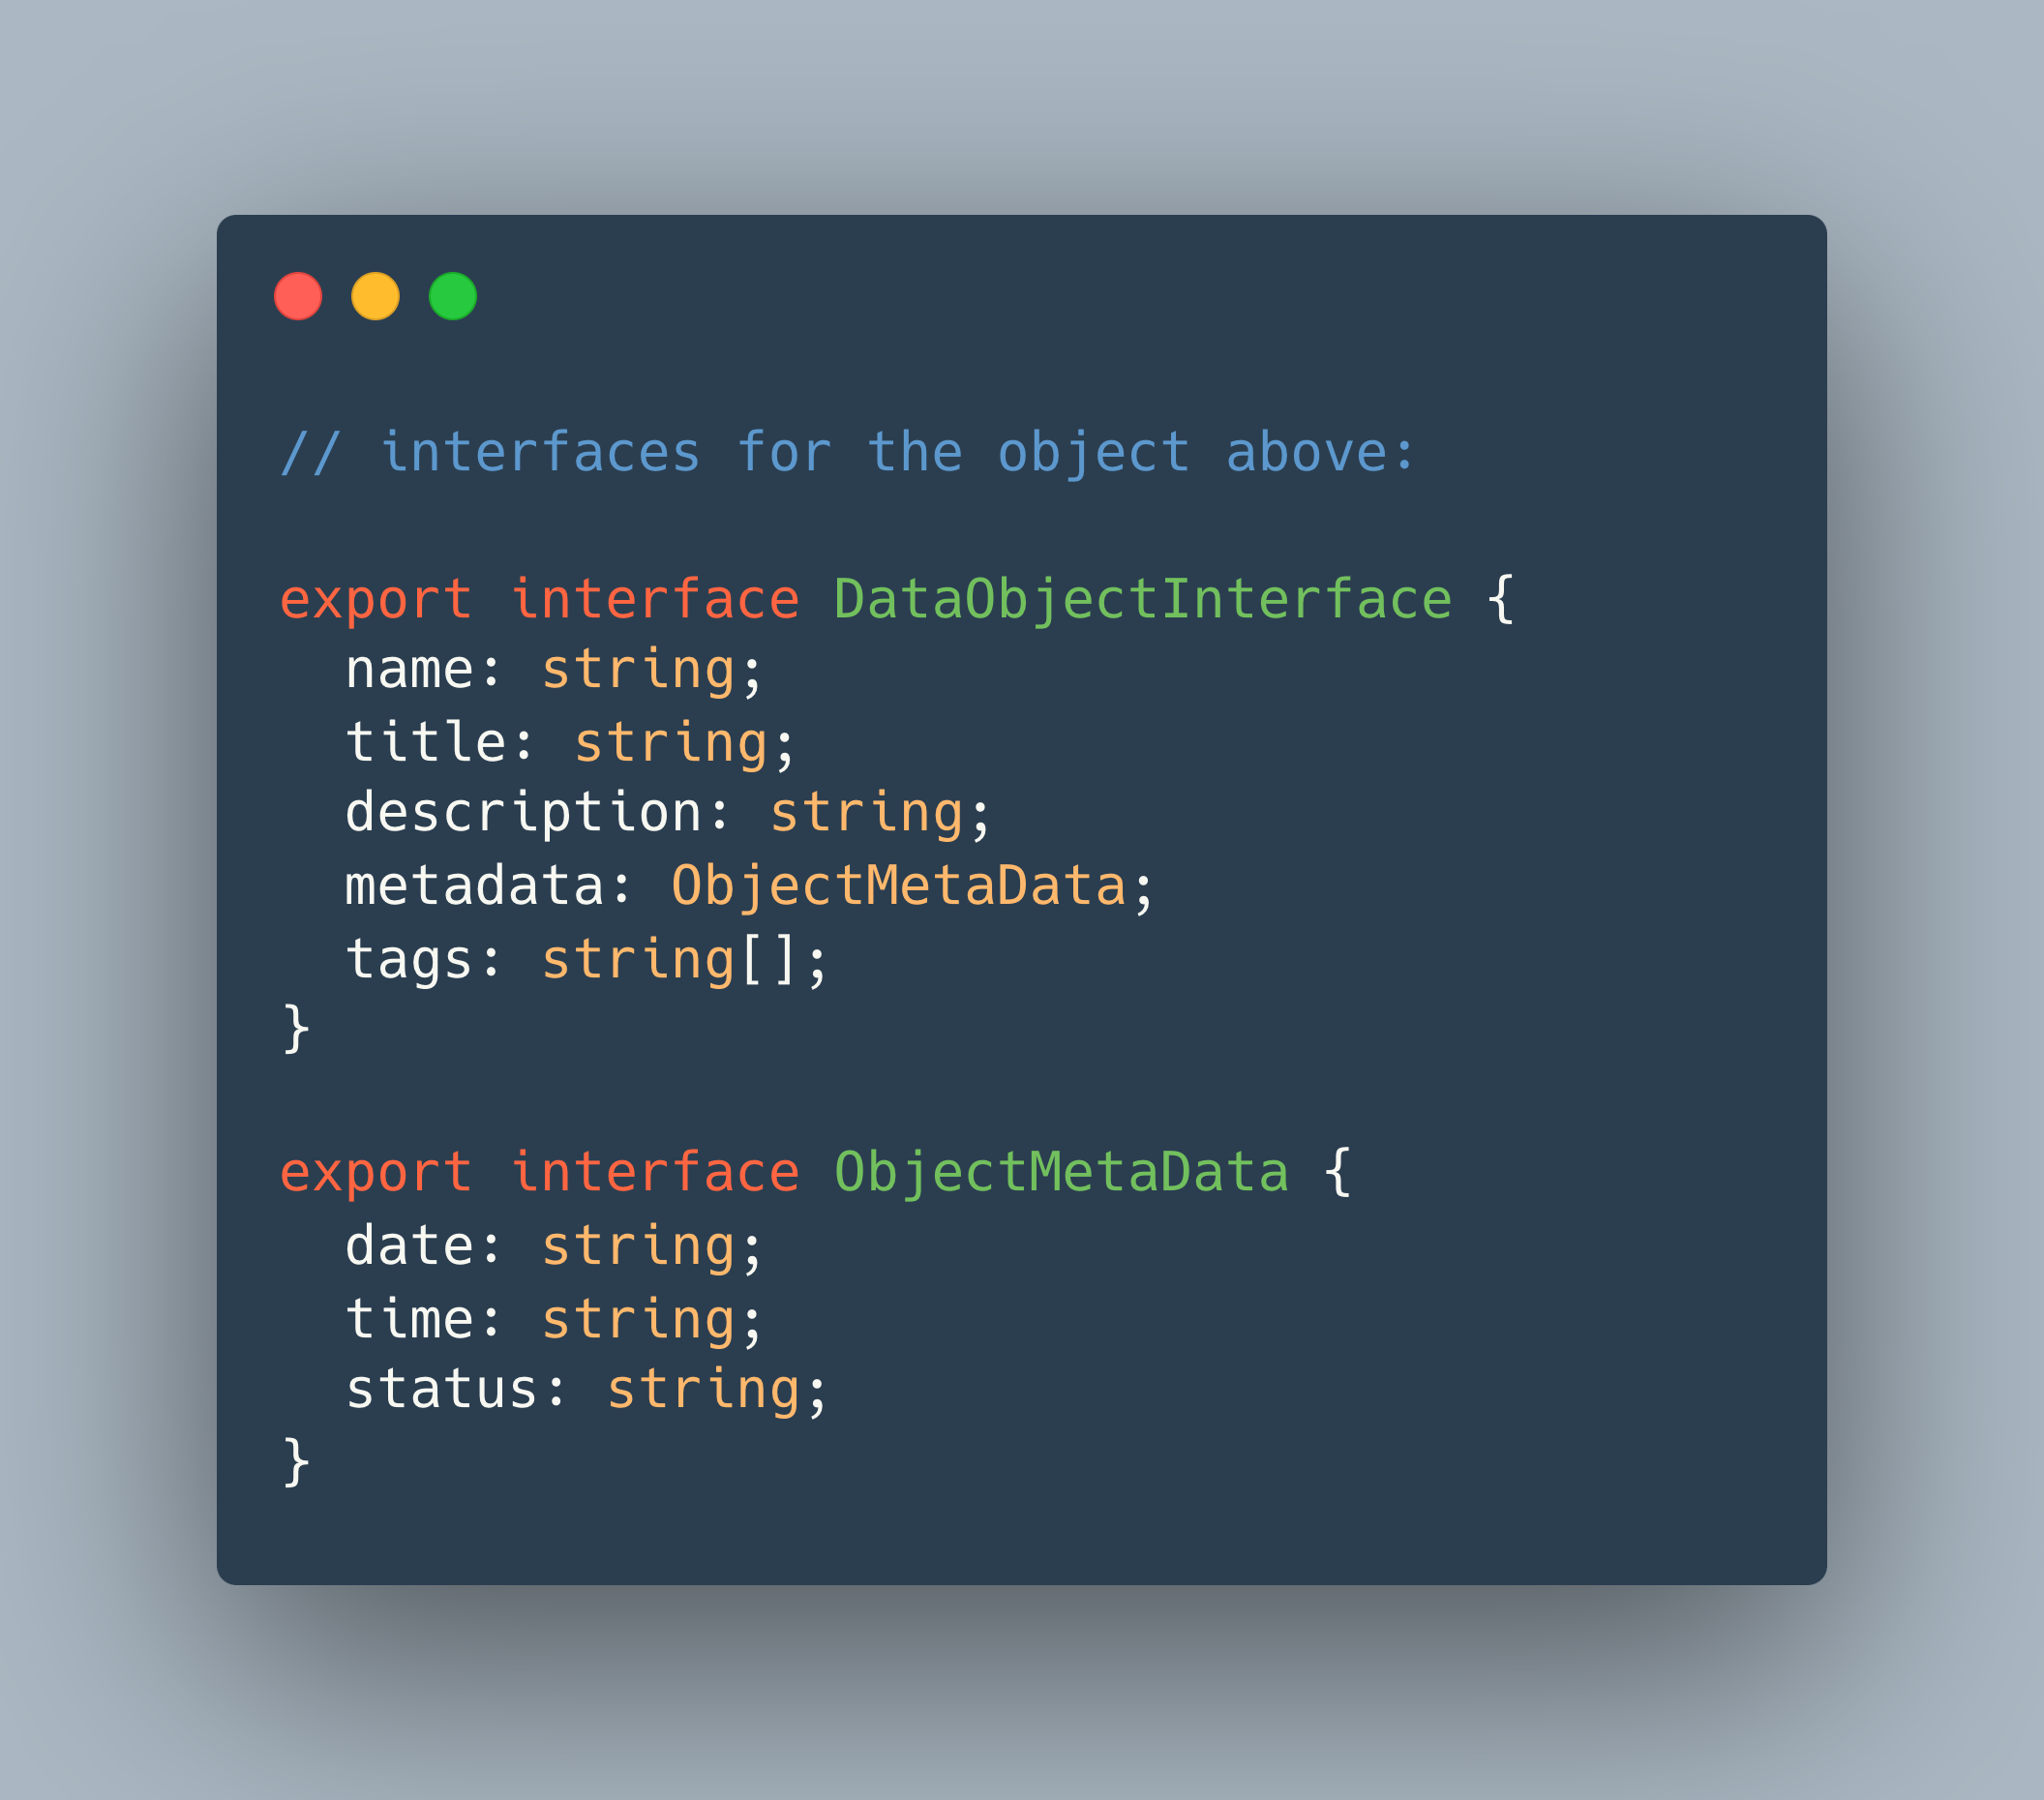 // interfaces for the object above:
export interface DataObjectInterface {
  name: string;
  title: string;
  description: string;
  metadata: ObjectMetaData;
  tags: string[];
}
export interface ObjectMetaData {
  date: string;
  time: string;
  status: string;
}